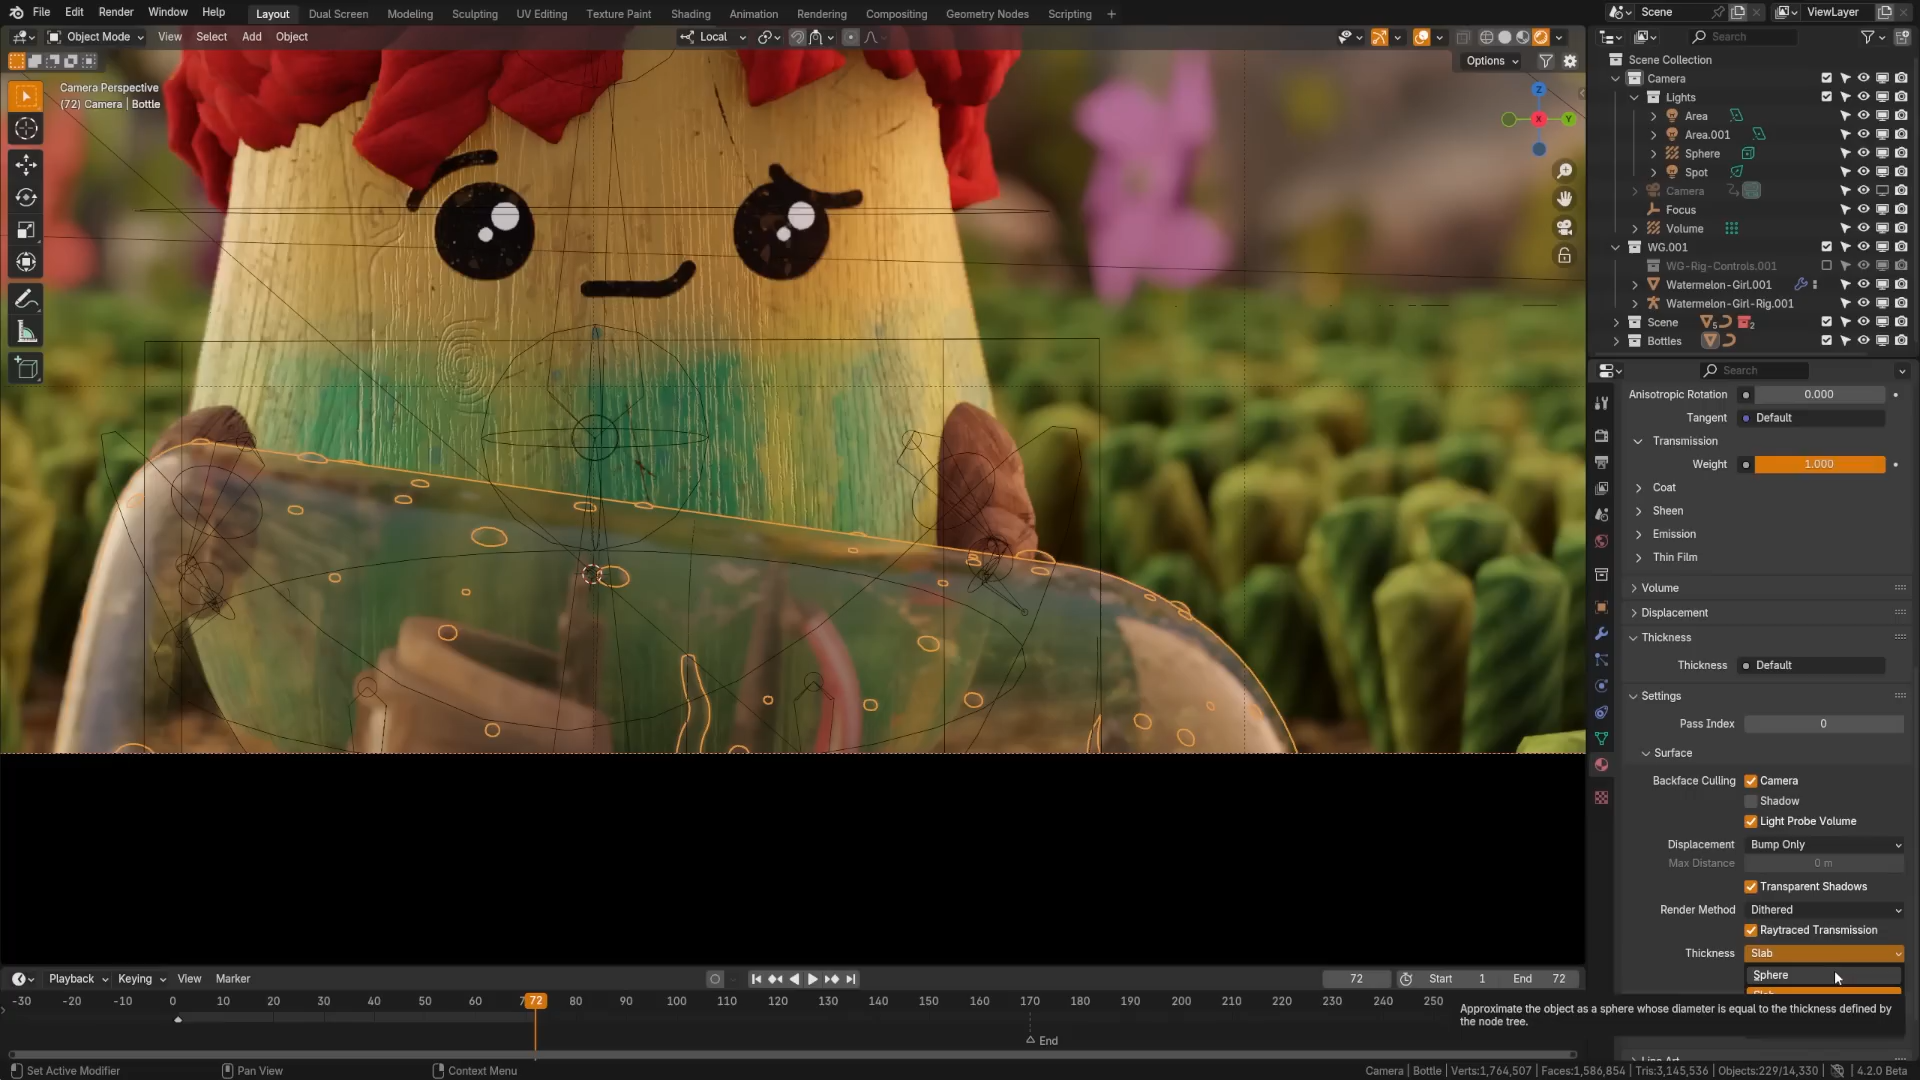 File Edit Render Window Help Layout Dual Screen Modeling Sculpting UV Editing Texture Paint Shading Animation Rendering Compositing Geometry Nodes Scripting + Scene ViewLayer
Object Mode View Select Add Object Local Search
Options
Camera Perspective
(72) Camera | Bottle
Z
X
Y
Scene Collection
Camera
Lights
Area
Area.001
Sphere
Spot
Camera
Focus
Volume
WG.001
WG-Rig-Controls.001
Watermelon-Girl.001
Watermelon-Girl-Rig.001
Scene 5 2
Bottles
Search
Anisotropic Rotation 0.000
Tangent Default
Transmission
Weight 1.000
Coat
Sheen
Emission
Thin Film
Volume
Displacement
Thickness
Thickness Default
Settings
Pass Index 0
Surface
Backface Culling Camera
Shadow
Light Probe Volume
Displacement Bump Only
Max Distance 0 m
Transparent Shadows
Render Method Dithered
Raytraced Transmission
Thickness Slab
Sphere
Approximate the object as a sphere whose diameter is equal to the thickness defined by
the node tree.
Playback Keying View Marker 72 Start 1 End 72
-30 -20 -10 0 10 20 30 40 50 60 72 80 90 100 110 120 130 140 150 160 170 180 190 200 210 220 230 240 250
End
Set Active Modifier Pan View Context Menu Camera | Bottle Verts:1,764,507 Faces:1,586,854 Tris:3,145,536 Objects:229/14,330 4.2.0 Beta